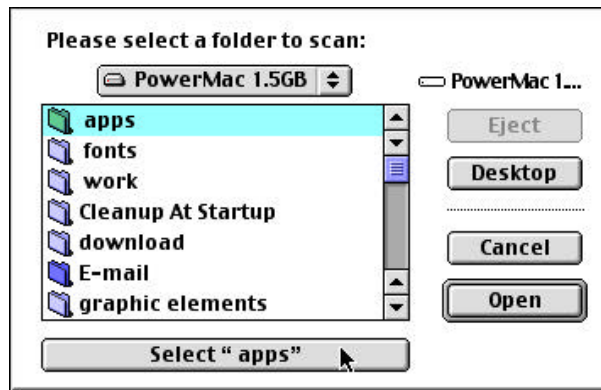 Please select a folder to scan:
PowerMac 1.5GB
PowerMac 1....
apps
fonts
work
Cleanup At Startup
download
E-mail
graphic elements
Eject
Desktop
Cancel
Open
Select “ apps”